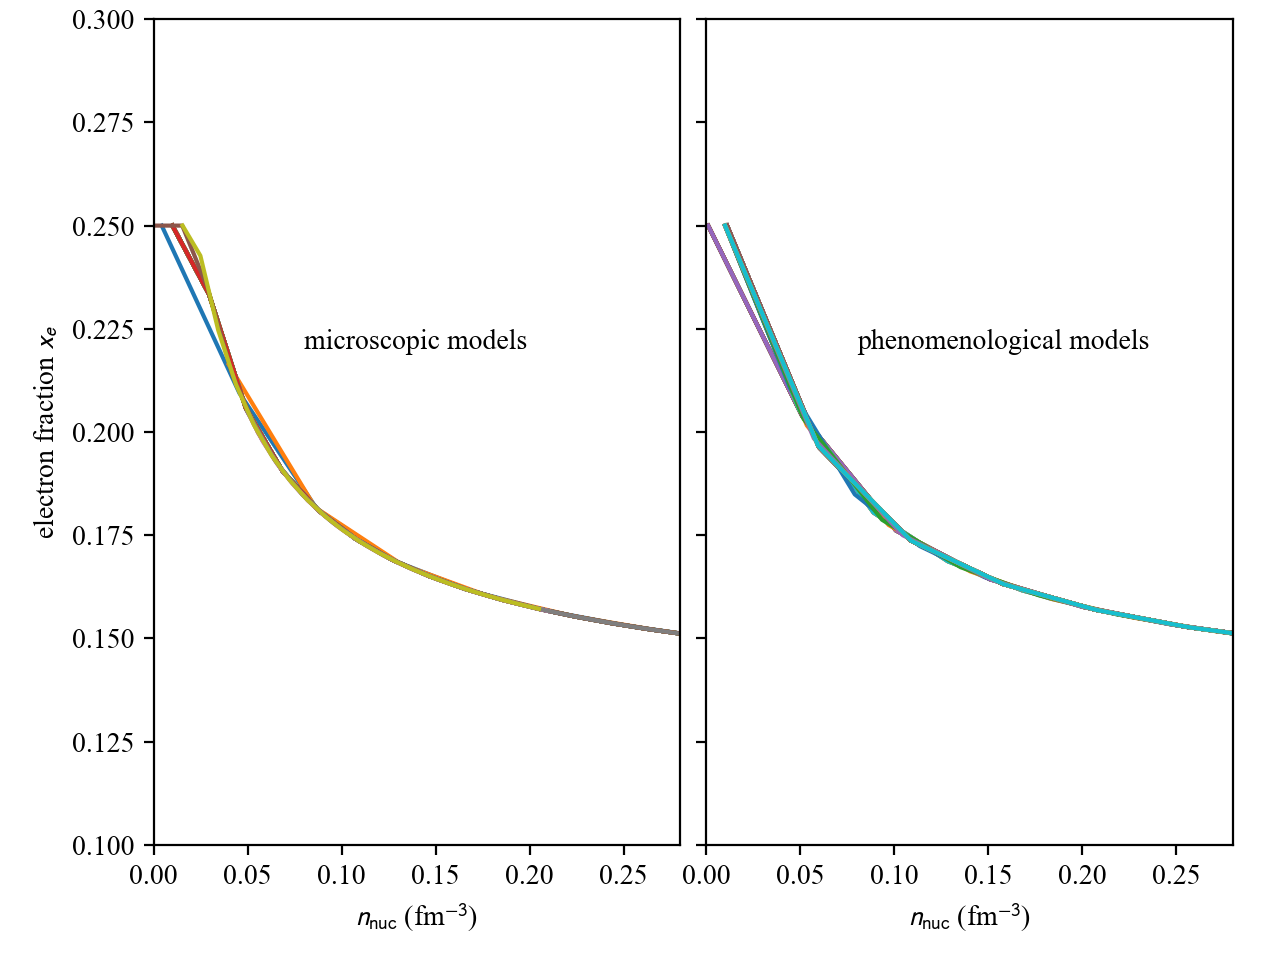 0.300
0.275
0.250
0.225
0.200
0.175
0.150
0.125
0.100
electron fraction xₑ
microscopic models
0.00 0.05 0.10 0.15 0.20 0.25
n_nuc (fm⁻³)
phenomenological models
0.00 0.05 0.10 0.15 0.20 0.25
n_nuc (fm⁻³)